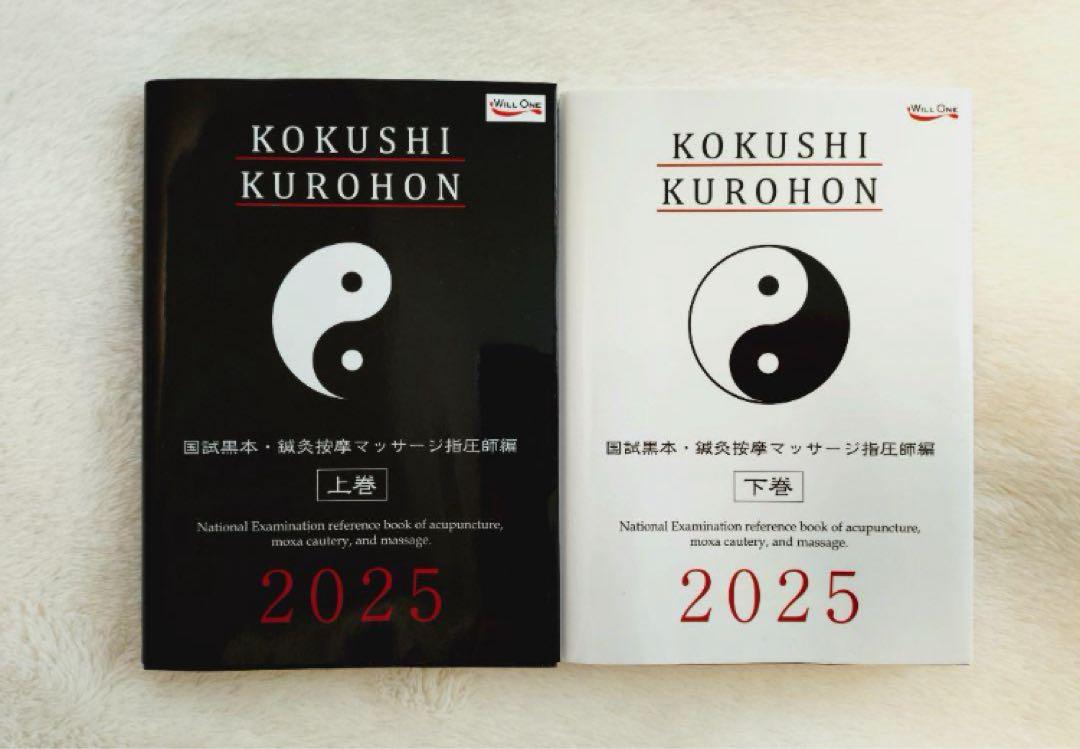 WILL ONE
KOKUSHI
KUROHON
国試黒本・鍼灸按摩マッサージ指圧師編
上巻
National Examination reference book of acupuncture,
moxa cautery, and massage.
2025
WILL ONE
KOKUSHI
KUROHON
国試黒本・鍼灸按摩マッサージ指圧師編
下巻
National Examination reference book of acupuncture,
moxa cautery, and massage.
2025